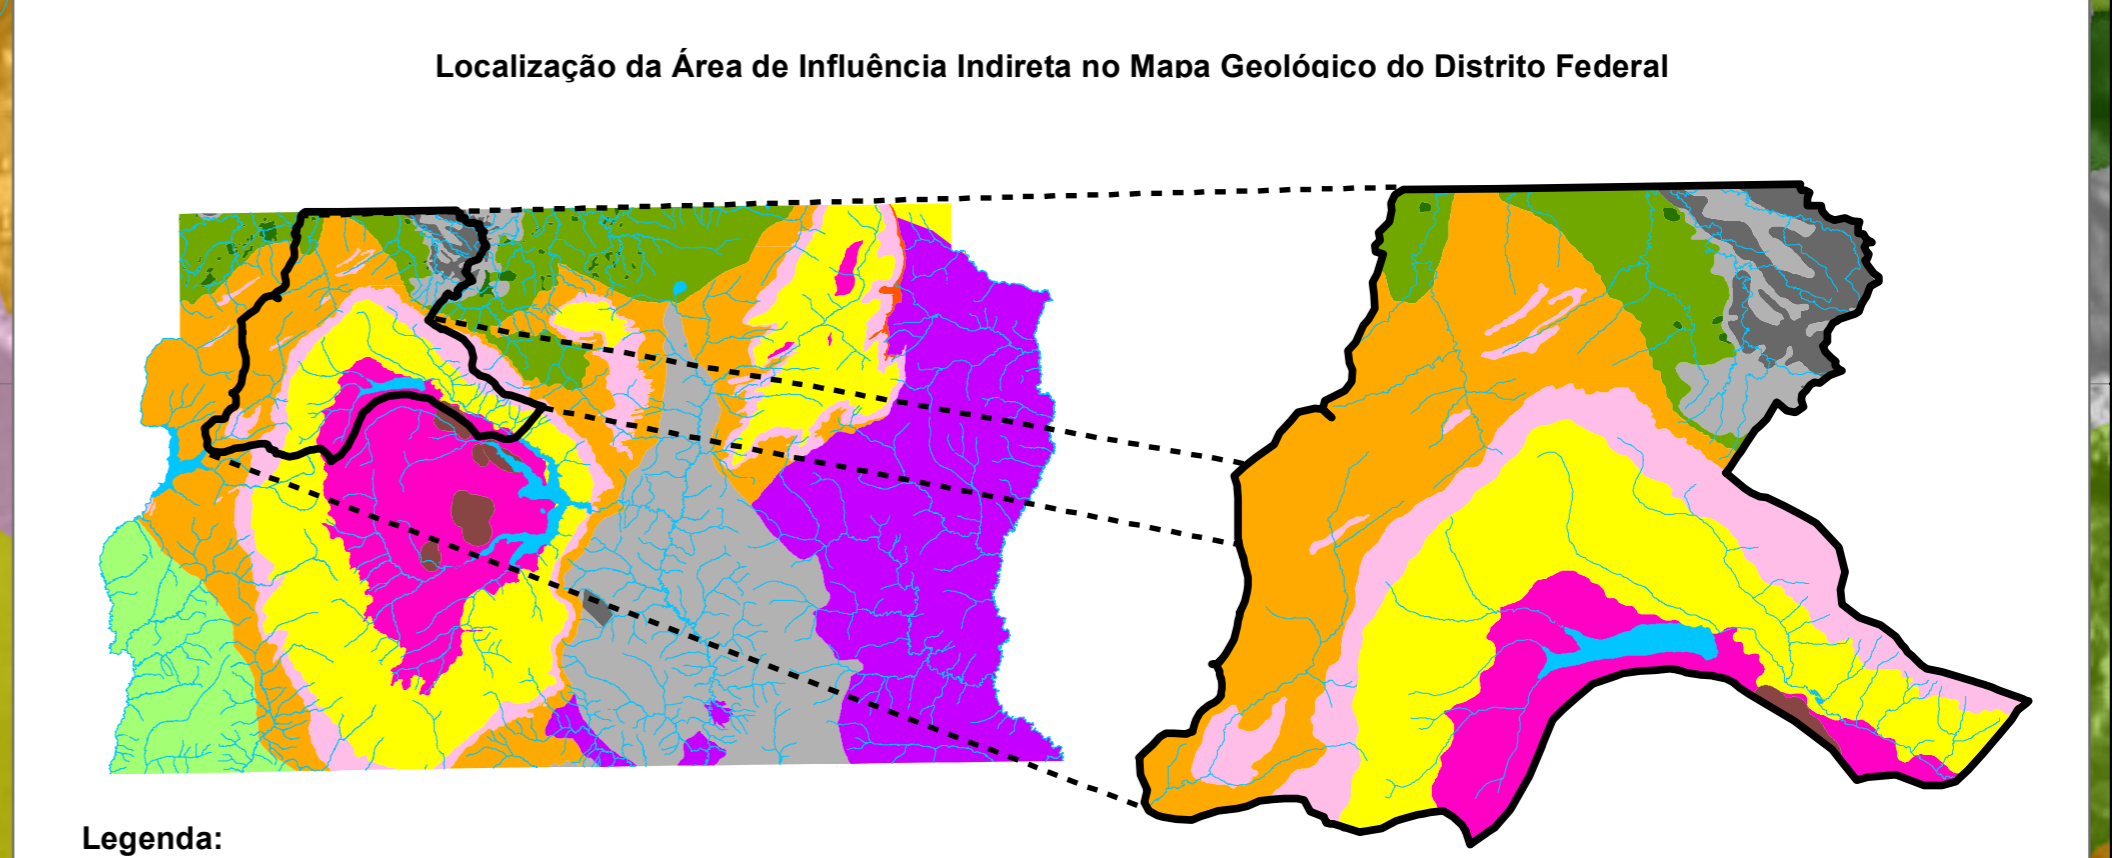 Localização da Área de Influência Indireta no Mapa Geológico do Distrito Federal
Legenda: